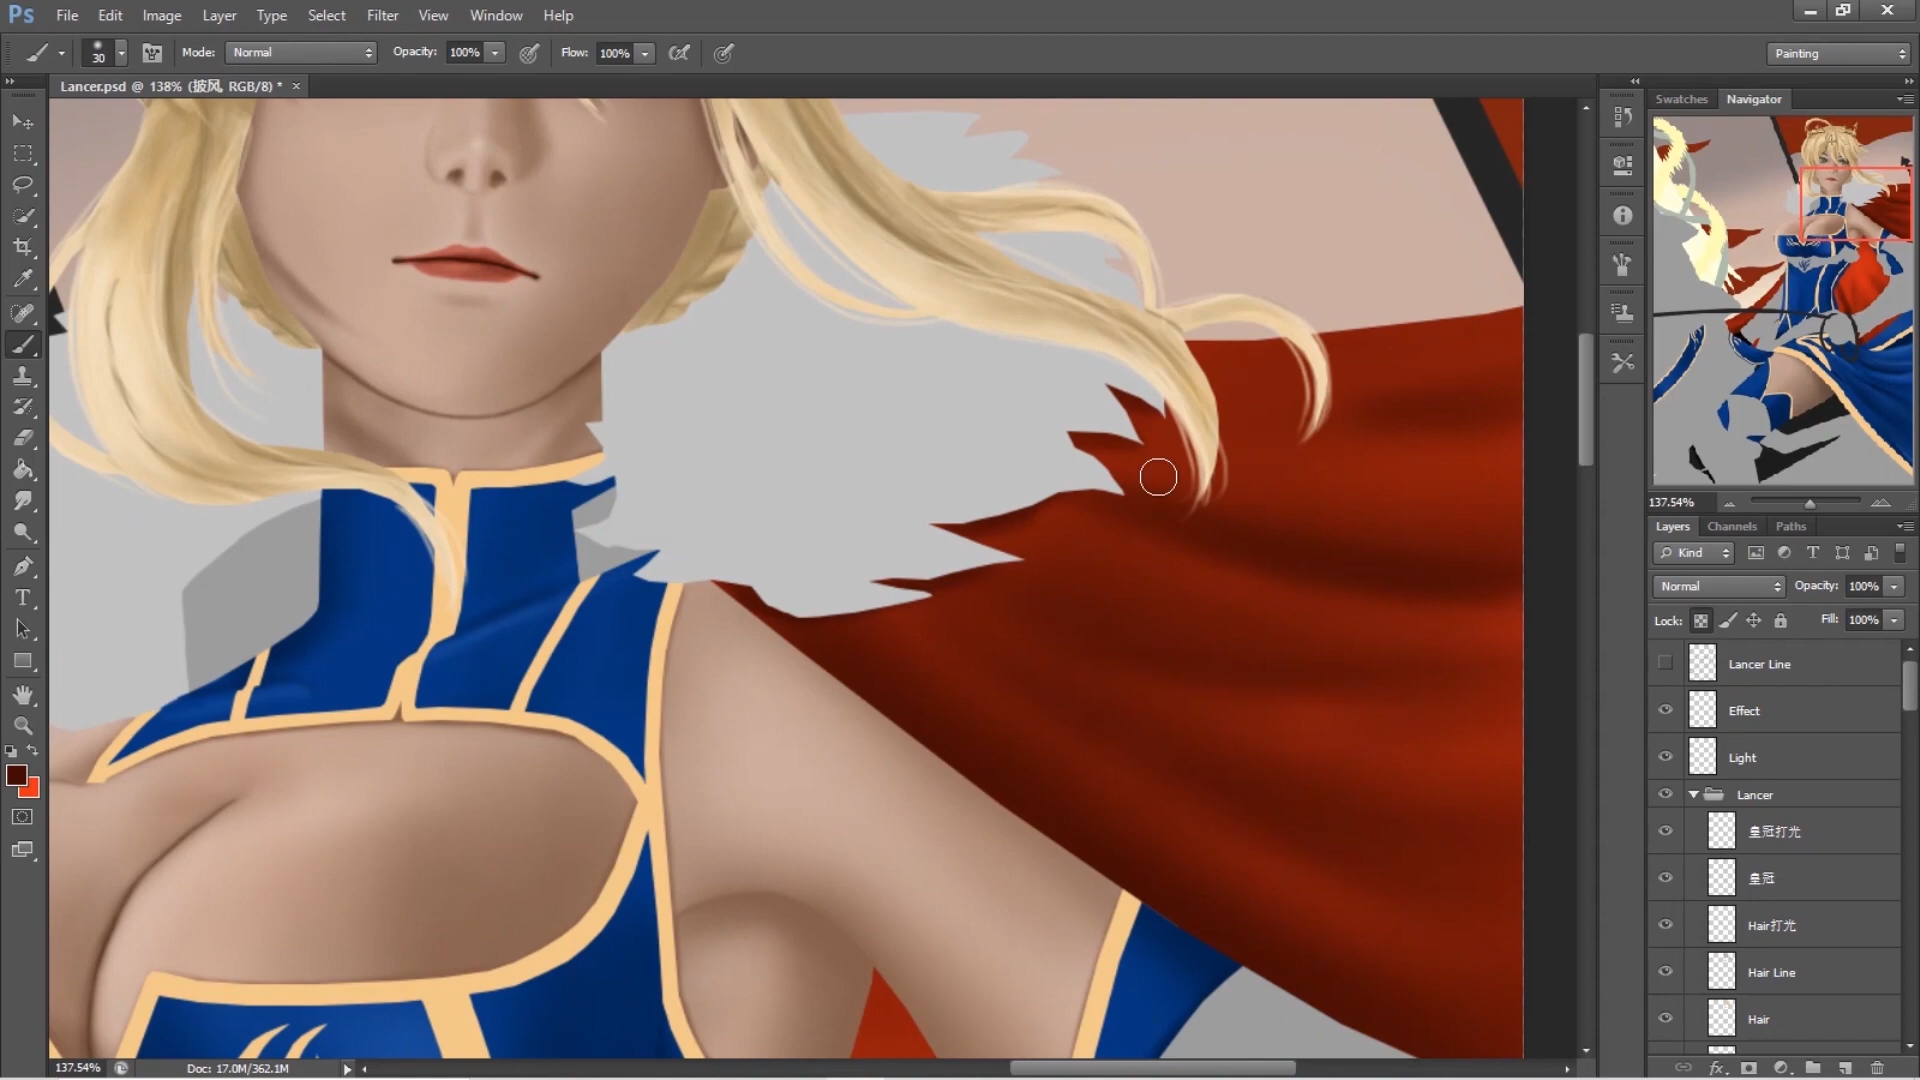 Ps File Edit Image Layer Type Select Filter View Window Help
30 Mode: Normal Opacity: 100% Flow: 100% Painting
Lancer.psd @ 138% (披风, RGB/8) * ×
Swatches Navigator
137.54%
Layers Channels Paths
Kind
Normal Opacity: 100%
Lock: Fill: 100%
Lancer Line
Effect
Light
Lancer
皇冠打光
皇冠
Hair打光
Hair Line
Hair
137.54% Doc: 17.0M/362.1M